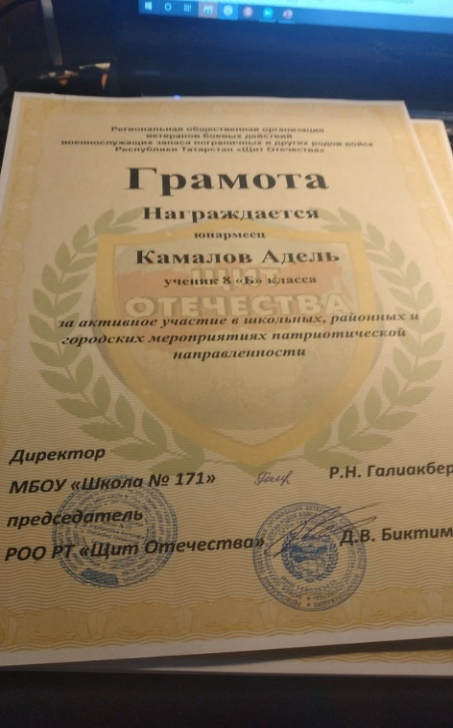 Региональная общественная организация
ветеранов боевых действий
военнослужащих запаса пограничных и других родов войск
Республики Татарстан «Щит Отечества»
Грамота
Награждается
юнармеец
Камалов Адель
ученик 8 «Б» класса
ЩИТ
ОТЕЧЕСТВА
за активное участие в школьных, районных и
городских мероприятиях патриотической
направленности
Директор
МБОУ «Школа № 171» Р.Н. Галиакбер
председатель
РОО РТ «Щит Отечества» Д.В. Биктим